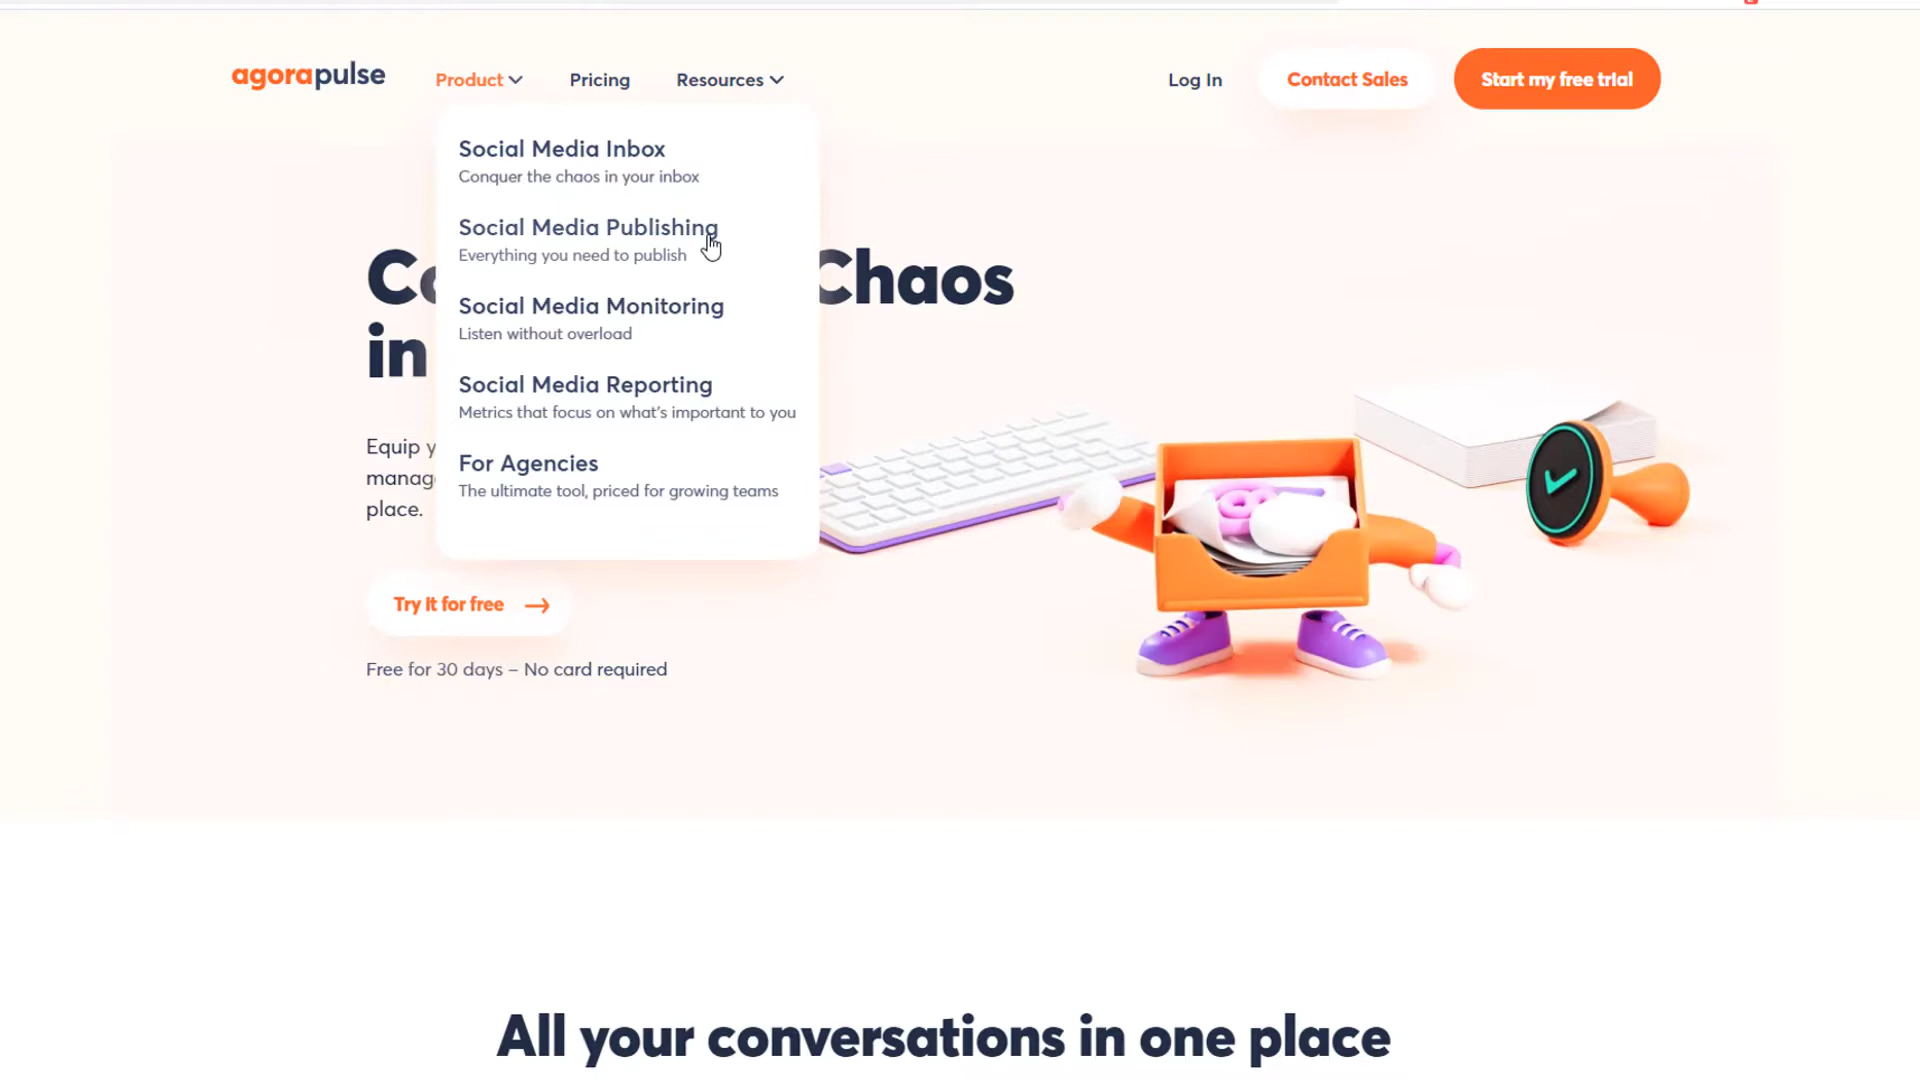 agorapulse
Product
Pricing
Resources
Log In
Contact Sales
Start my free trial
Social Media Inbox
Conquer the chaos in your inbox
Social Media Publishing
Everything you need to publish
Social Media Monitoring
Listen without overload
Social Media Reporting
Metrics that focus on what's important to you
For Agencies
The ultimate tool, priced for growing teams
Chaos
in
Equip
place.
Try it for free
Free for 30 days – No card required
All your conversations in one place